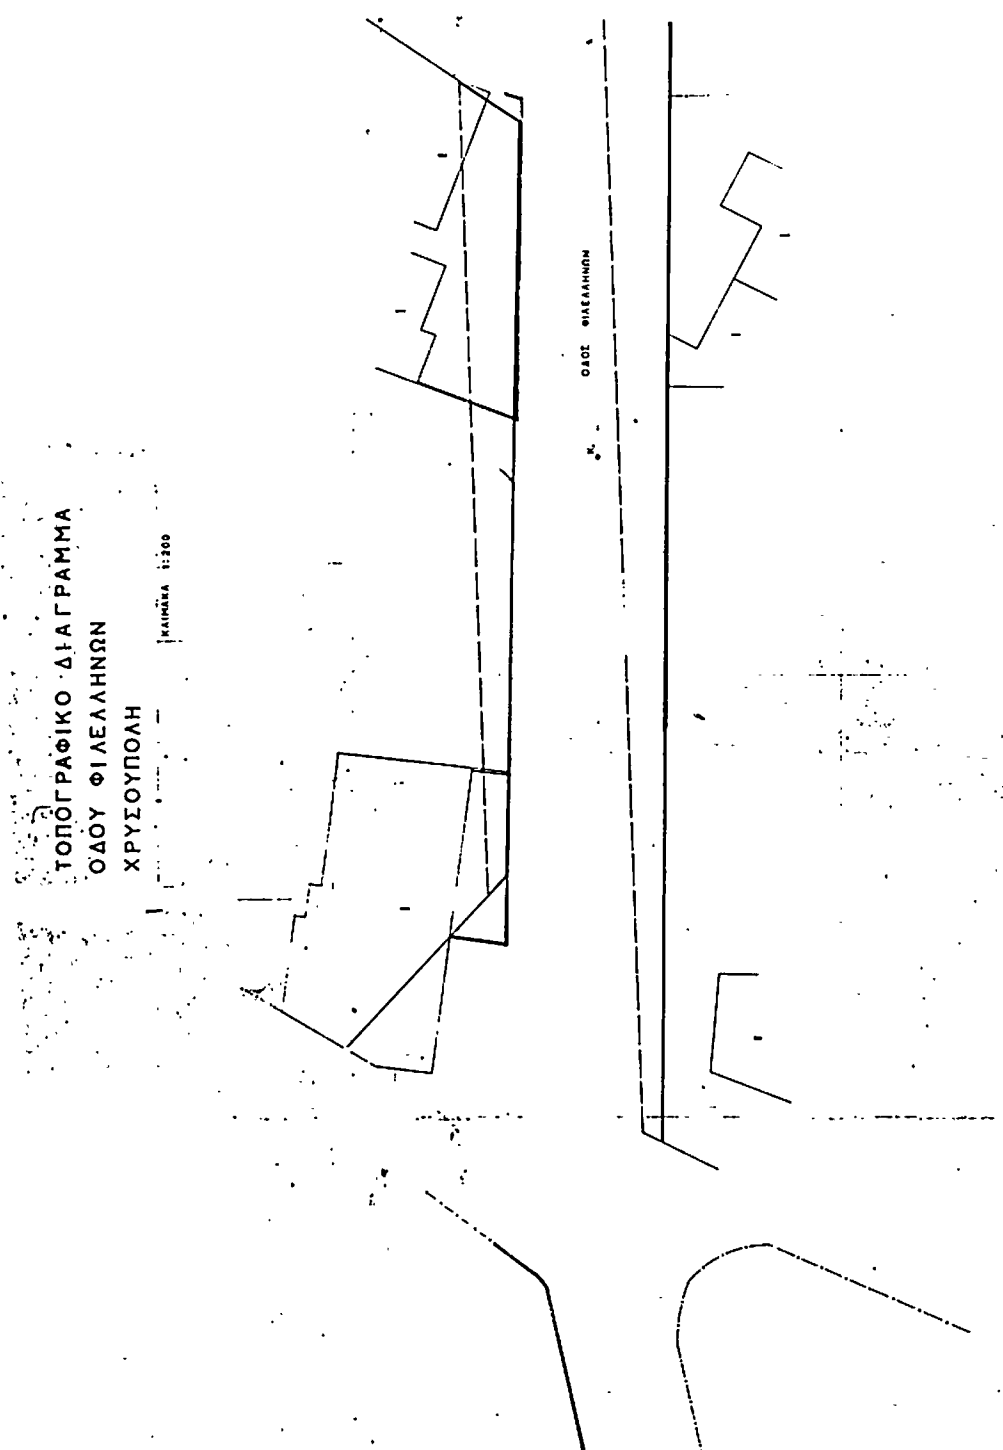 ΤΟΠΟΓΡΑΦΙΚΟ ΔΙΑΓΡΑΜΜΑ
ΟΔΟΥ ΦΙΛΕΛΛΗΝΩΝ
ΧΡΥΣΟΥΠΟΛΗ
ΚΛΙΜΑΚΑ 1:200
ΟΔΟΣ ΦΙΛΕΛΛΗΝΩΝ
Κ.